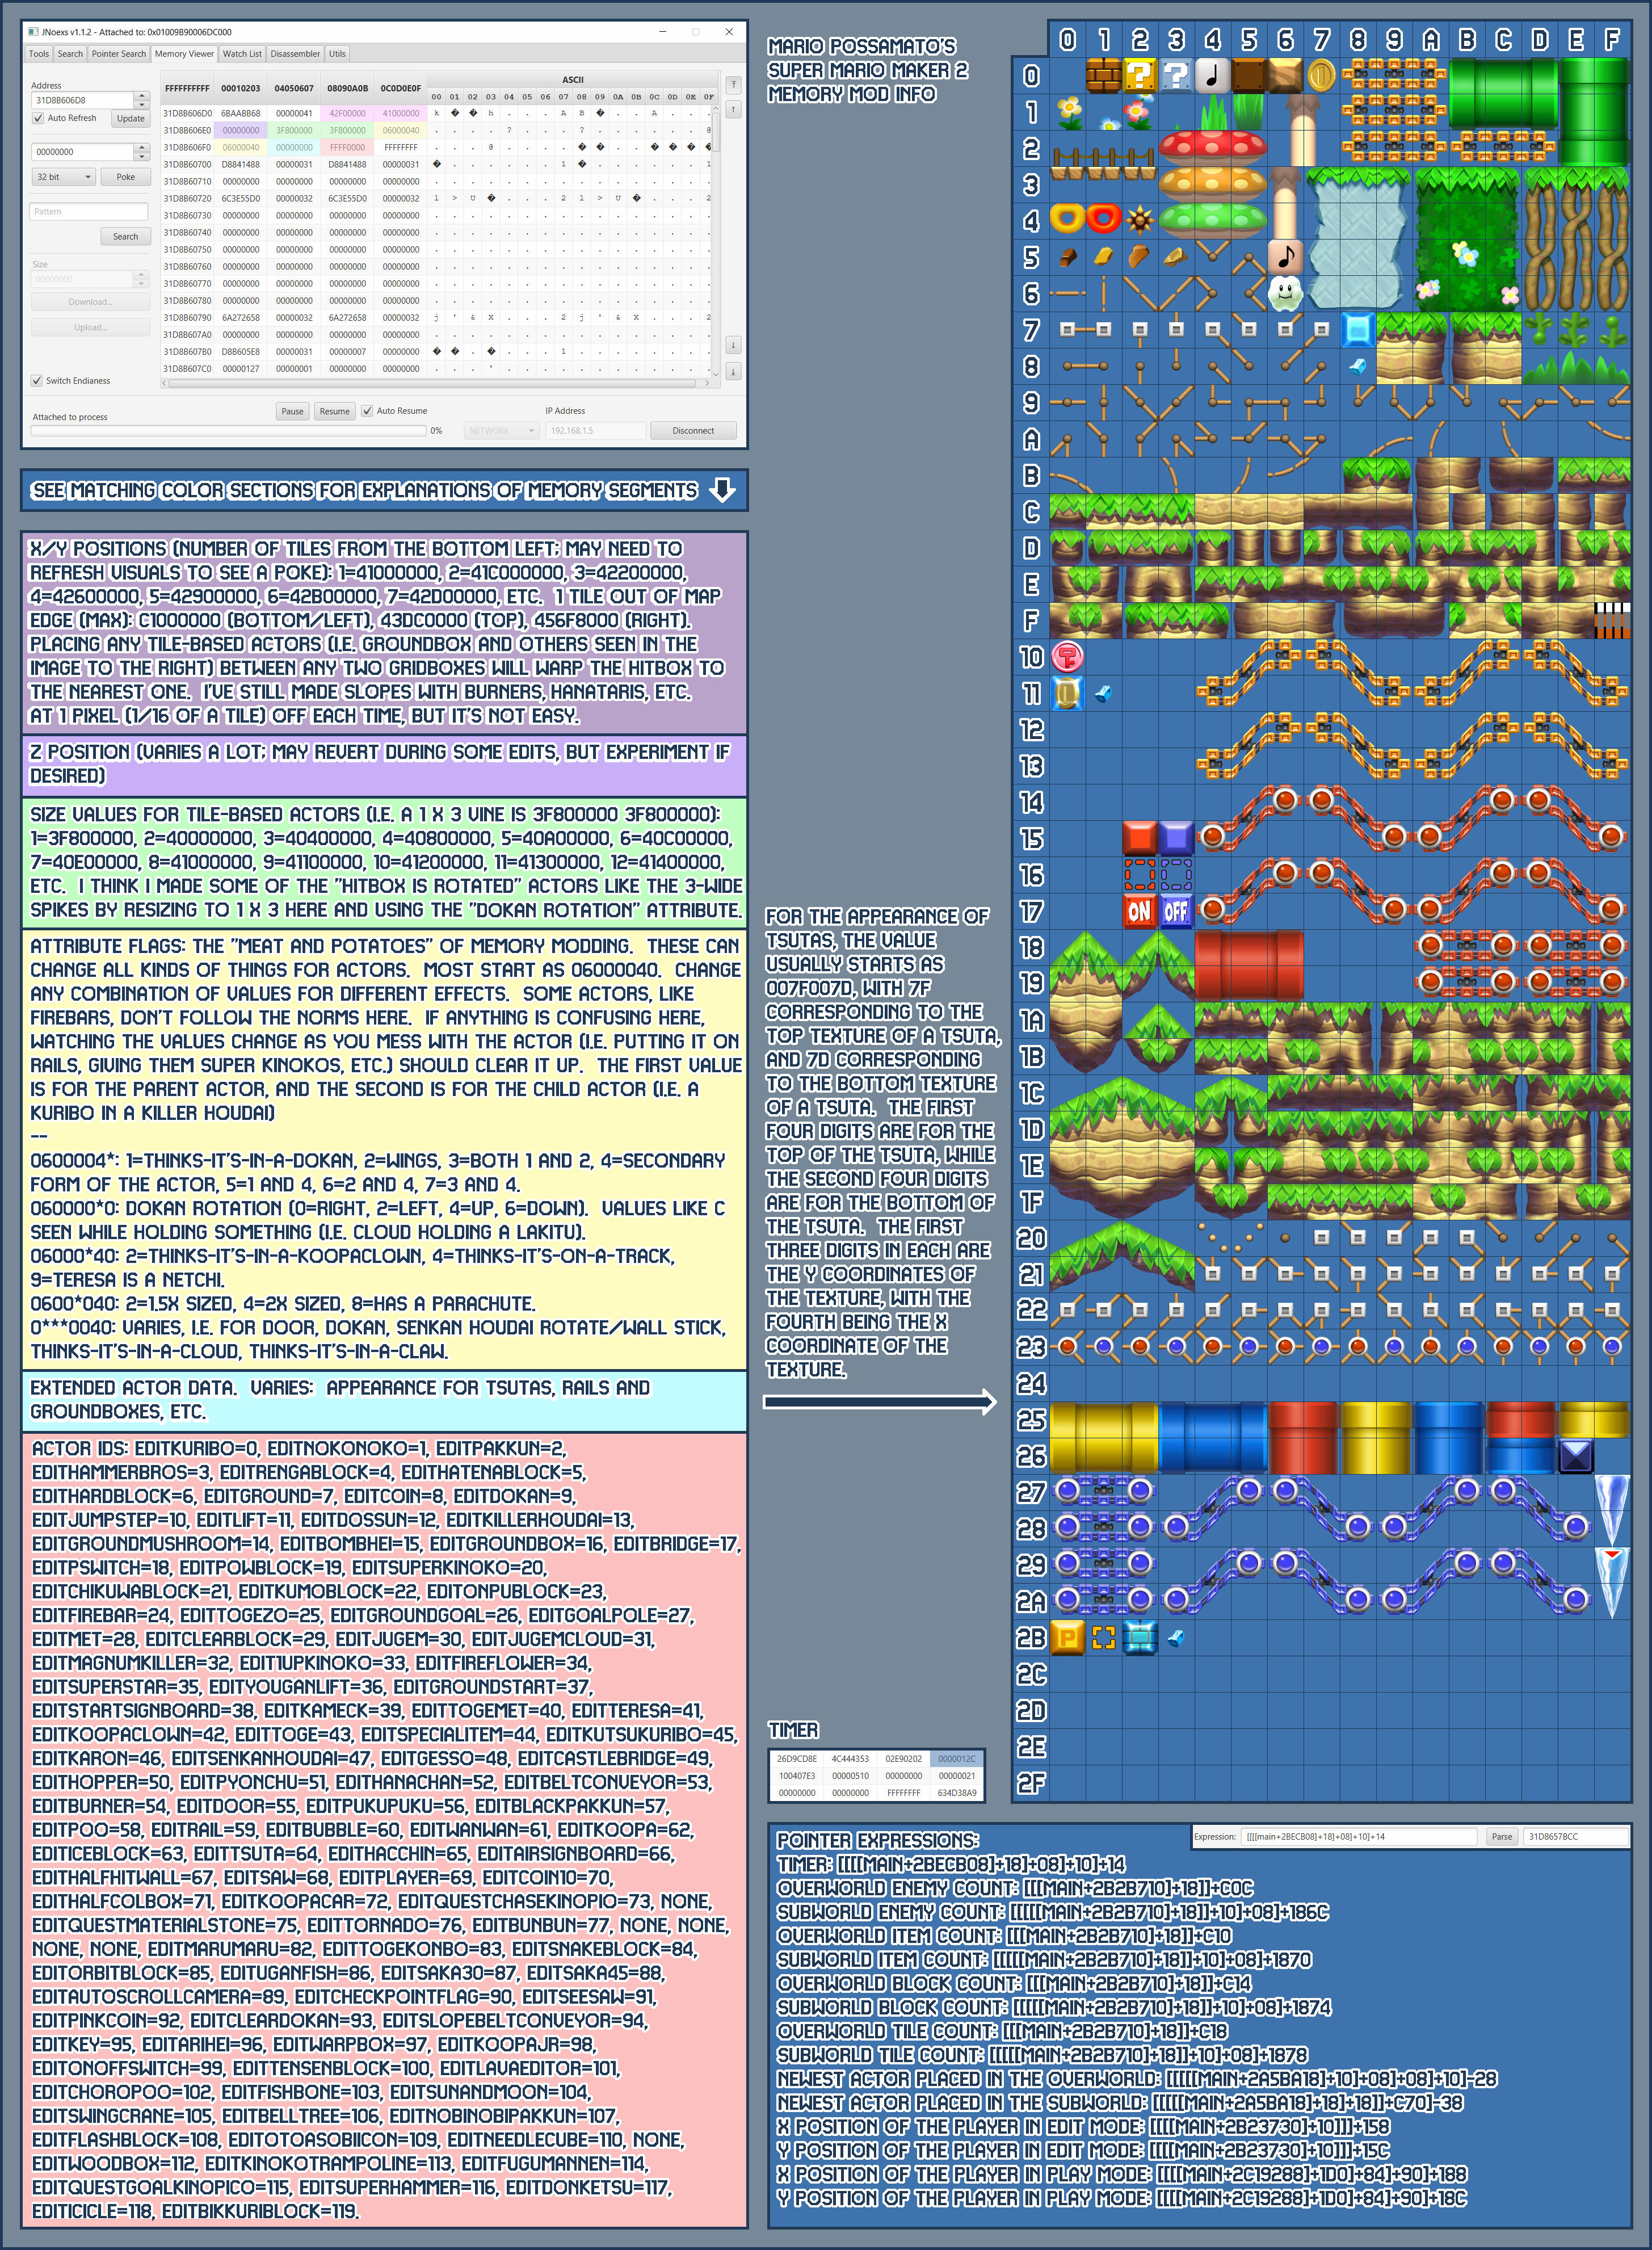 JNoexs v1.1.2 - Attached to: 0x01009B90006DC000
Tools Search Pointer Search Memory Viewer Watch List Disassembler Utils
Address
31D8B606D8
Auto Refresh Update
00000000
32 bit Poke
Pattern
Search
Size
00000000
Download...
Upload...
Switch Endianess
ASCII
FFFFFFFFFF 00010203 04050607 08090A0B 0C0D0E0F 00 01 02 03 04 05 06 07 08 09 0A 0B 0C 0D 0E 0F
31D8B606D0 6BAABB68 00000041 42F00000 41000000
31D8B606E0 00000000 3F800000 3F800000 06000040
31D8B606F0 06000040 00000000 FFFF0000 FFFFFFFF
31D8B60700 D8841488 00000031 D8841488 00000031
31D8B60710 00000000 00000000 00000000 00000000
31D8B60720 6C3E55D0 00000032 6C3E55D0 00000032
31D8B60730 00000000 00000000 00000000 00000000
31D8B60740 00000000 00000000 00000000 00000000
31D8B60750 00000000 00000000 00000000 00000000
31D8B60760 00000000 00000000 00000000 00000000
31D8B60770 00000000 00000000 00000000 00000000
31D8B60780 00000000 00000000 00000000 00000000
31D8B60790 6A272658 00000032 6A272658 00000032
31D8B607A0 00000000 00000000 00000000 00000000
31D8B607B0 D8B605E8 00000031 00000007 00000000
31D8B607C0 00000127 00000001 00000000 00000000
Attached to process
Pause Resume Auto Resume
0%
NETWORK
IP Address
192.168.1.5
Disconnect
SEE MATCHING COLOR SECTIONS FOR EXPLANATIONS OF MEMORY SEGMENTS
X/Y POSITIONS (NUMBER OF TILES FROM THE BOTTOM LEFT; MAY NEED TO
REFRESH VISUALS TO SEE A POKE): 1=41000000, 2=41C00000, 3=42200000,
4=42600000, 5=42900000, 6=42B00000, 7=42D00000, ETC. 1 TILE OUT OF MAP
EDGE (MAX): C1000000 (BOTTOM/LEFT), 43DC0000 (TOP), 456F8000 (RIGHT).
PLACING ANY TILE-BASED ACTORS (I.E. GROUNDBOX AND OTHERS SEEN IN THE
IMAGE TO THE RIGHT) BETWEEN ANY TWO GRIDBOXES WILL WARP THE HITBOX TO
THE NEAREST ONE. I'VE STILL MADE SLOPES WITH BURNERS, HANATARIS, ETC.
AT 1 PIXEL (1/16 OF A TILE) OFF EACH TIME, BUT IT'S NOT EASY.
Z POSITION (VARIES A LOT; MAY REVERT DURING SOME EDITS, BUT EXPERIMENT IF
DESIRED)
SIZE VALUES FOR TILE-BASED ACTORS (I.E. A 1 X 3 VINE IS 3F800000 3F800000):
1=3F800000, 2=40000000, 3=40400000, 4=40800000, 5=40A00000, 6=40C00000,
7=40E00000, 8=41000000, 9=41100000, 10=41200000, 11=41300000, 12=41400000,
ETC. I THINK I MADE SOME OF THE "HITBOX IS ROTATED" ACTORS LIKE THE 3-WIDE
SPIKES BY RESIZING TO 1 X 3 HERE AND USING THE "DOKAN ROTATION" ATTRIBUTE.
ATTRIBUTE FLAGS: THE "MEAT AND POTATOES" OF MEMORY MODDING. THESE CAN
CHANGE ALL KINDS OF THINGS FOR ACTORS. MOST START AS 06000040. CHANGE
ANY COMBINATION OF VALUES FOR DIFFERENT EFFECTS. SOME ACTORS, LIKE
FIREBARS, DON'T FOLLOW THE NORMS HERE. IF ANYTHING IS CONFUSING HERE,
WATCHING THE VALUES CHANGE AS YOU MESS WITH THE ACTOR (I.E. PUTTING IT ON
RAILS, GIVING THEM SUPER KINOKOS, ETC.) SHOULD CLEAR IT UP. THE FIRST VALUE
IS FOR THE PARENT ACTOR, AND THE SECOND IS FOR THE CHILD ACTOR (I.E. A
KURIBO IN A KILLER HOUDAI)
--
0600004*: 1=THINKS-IT'S-IN-A-DOKAN, 2=WINGS, 3=BOTH 1 AND 2, 4=SECONDARY
FORM OF THE ACTOR, 5=1 AND 4, 6=2 AND 4, 7=3 AND 4.
060000*0: DOKAN ROTATION (0=RIGHT, 2=LEFT, 4=UP, 6=DOWN). VALUES LIKE C
SEEN WHILE HOLDING SOMETHING (I.E. CLOUD HOLDING A LAKITU).
06000*40: 2=THINKS-IT'S-IN-A-KOOPACLOWN, 4=THINKS-IT'S-ON-A-TRACK,
9=TERESA IS A NETCHI.
0600*040: 2=1.5X SIZED, 4=2X SIZED, 8=HAS A PARACHUTE.
0***0040: VARIES, I.E. FOR DOOR, DOKAN, SENKAN HOUDAI ROTATE/WALL STICK,
THINKS-IT'S-IN-A-CLOUD, THINKS-IT'S-IN-A-CLAW.
EXTENDED ACTOR DATA. VARIES: APPEARANCE FOR TSUTAS, RAILS AND
GROUNDBOXES, ETC.
ACTOR IDS: EDITKURIBO=0, EDITNOKONOKO=1, EDITPAKKUN=2,
EDITHAMMERBROS=3, EDITRENGABLOCK=4, EDITHATENABLOCK=5,
EDITHARDBLOCK=6, EDITGROUND=7, EDITCOIN=8, EDITDOKAN=9,
EDITJUMPSTEP=10, EDITLIFT=11, EDITDOSSUN=12, EDITKILLERHOUDAI=13,
EDITGROUNDMUSHROOM=14, EDITBOMBHEI=15, EDITGROUNDBOX=16, EDITBRIDGE=17,
EDITPSWITCH=18, EDITPOWBLOCK=19, EDITSUPERKINOKO=20,
EDITCHIKUWABLOCK=21, EDITKUMOBLOCK=22, EDITONPUBLOCK=23,
EDITFIREBAR=24, EDITTOGEZO=25, EDITGROUNDGOAL=26, EDITGOALPOLE=27,
EDITMET=28, EDITCLEARBLOCK=29, EDITJUGEM=30, EDITJUGEMCLOUD=31,
EDITMAGNUMKILLER=32, EDIT1UPKINOKO=33, EDITFIREFLOWER=34,
EDITSUPERSTAR=35, EDITYOUGANLIFT=36, EDITGROUNDSTART=37,
EDITSTARTSIGNBOARD=38, EDITKAMECK=39, EDITTOGEMET=40, EDITTERESA=41,
EDITKOOPACLOWN=42, EDITTOGE=43, EDITSPECIALITEM=44, EDITKUTSUKURIBO=45,
EDITKARON=46, EDITSENKANHOUDAI=47, EDITGESSO=48, EDITCASTLEBRIDGE=49,
EDITHOPPER=50, EDITPYONCHU=51, EDITHANACHAN=52, EDITBELTCONVEYOR=53,
EDITBURNER=54, EDITDOOR=55, EDITPUKUPUKU=56, EDITBLACKPAKKUN=57,
EDITPOO=58, EDITRAIL=59, EDITBUBBLE=60, EDITWANWAN=61, EDITKOOPA=62,
EDITICEBLOCK=63, EDITTSUTA=64, EDITHACCHIN=65, EDITAIRSIGNBOARD=66,
EDITHALFHITWALL=67, EDITSAW=68, EDITPLAYER=69, EDITCOIN10=70,
EDITHALFCOLBOX=71, EDITKOOPACAR=72, EDITQUESTCHASEKINOPIO=73, NONE,
EDITQUESTMATERIALSTONE=75, EDITTORNADO=76, EDITBUNBUN=77, NONE, NONE,
NONE, NONE, EDITMARUMARU=82, EDITTOGEKONBO=83, EDITSNAKEBLOCK=84,
EDITORBITBLOCK=85, EDITUGANFISH=86, EDITSAKA30=87, EDITSAKA45=88,
EDITAUTOSCROLLCAMERA=89, EDITCHECKPOINTFLAG=90, EDITSEESAW=91,
EDITPINKCOIN=92, EDITCLEARDOKAN=93, EDITSLOPEBELTCONVEYOR=94,
EDITKEY=95, EDITARIHEI=96, EDITWARPBOX=97, EDITKOOPAJR=98,
EDITONOFFSWITCH=99, EDITTENSENBLOCK=100, EDITLAVAEDITOR=101,
EDITCHOROPOO=102, EDITFISHBONE=103, EDITSUNANDMOON=104,
EDITSWINGCRANE=105, EDITBELLTREE=106, EDITNOBINOBIPAKKUN=107,
EDITFLASHBLOCK=108, EDITOTOASOBIICON=109, EDITNEEDLECUBE=110, NONE,
EDITWOODBOX=112, EDITKINOKOTRAMPOLINE=113, EDITFUGUMANNEN=114,
EDITQUESTGOALKINOPICO=115, EDITSUPERHAMMER=116, EDITDONKETSU=117,
EDITICICLE=118, EDITBIKKURIBLOCK=119.
MARIO POSSAMATO'S
SUPER MARIO MAKER 2
MEMORY MOD INFO
FOR THE APPEARANCE OF
TSUTAS, THE VALUE
USUALLY STARTS AS
007F007D, WITH 7F
CORRESPONDING TO THE
TOP TEXTURE OF A TSUTA,
AND 7D CORRESPONDING
TO THE BOTTOM TEXTURE
OF A TSUTA. THE FIRST
FOUR DIGITS ARE FOR THE
TOP OF THE TSUTA, WHILE
THE SECOND FOUR DIGITS
ARE FOR THE BOTTOM OF
THE TSUTA. THE FIRST
THREE DIGITS IN EACH ARE
THE Y COORDINATES OF
THE TEXTURE, WITH THE
FOURTH BEING THE X
COORDINATE OF THE
TEXTURE.
TIMER
26D9CD8E 4C444353 02E90202 0000012C
100407E3 00000510 00000000 00000021
00000000 00000000 FFFFFFFF 634D38A9
0 1 2 3 4 5 6 7 8 9 A B C D E F
0
1
2
3
4
5
6
7
8
9
A
B
C
D
E
F
10
11
12
13
14
15
16
17 ON OFF
18
19
1A
1B
1C
1D
1E
1F
20
21
22
23
24
25
26
27
28
29
2A
2B P
2C
2D
2E
2F
Expression: [[[[main+2BECB08]+18]+08]+10]+14 Parse 31D8657BCC
POINTER EXPRESSIONS:
TIMER: [[[[MAIN+2BECB08]+18]+08]+10]+14
OVERWORLD ENEMY COUNT: [[[MAIN+2B2B710]+18]]+C0C
SUBWORLD ENEMY COUNT: [[[[[MAIN+2B2B710]+18]]+10]+08]+186C
OVERWORLD ITEM COUNT: [[[MAIN+2B2B710]+18]]+C10
SUBWORLD ITEM COUNT: [[[[[MAIN+2B2B710]+18]]+10]+08]+1870
OVERWORLD BLOCK COUNT: [[[MAIN+2B2B710]+18]]+C14
SUBWORLD BLOCK COUNT: [[[[[MAIN+2B2B710]+18]]+10]+08]+1874
OVERWORLD TILE COUNT: [[[MAIN+2B2B710]+18]]+C18
SUBWORLD TILE COUNT: [[[[[MAIN+2B2B710]+18]]+10]+08]+1878
NEWEST ACTOR PLACED IN THE OVERWORLD: [[[[[MAIN+2A5BA18]+10]+08]+08]+10]-28
NEWEST ACTOR PLACED IN THE SUBWORLD: [[[[[MAIN+2A5BA18]+18]+18]]+C70]-38
X POSITION OF THE PLAYER IN EDIT MODE: [[[[MAIN+2B23730]+10]]]+158
Y POSITION OF THE PLAYER IN EDIT MODE: [[[[MAIN+2B23730]+10]]]+15C
X POSITION OF THE PLAYER IN PLAY MODE: [[[[MAIN+2C19288]+1D0]+84]+90]+188
Y POSITION OF THE PLAYER IN PLAY MODE: [[[[MAIN+2C19288]+1D0]+84]+90]+18C